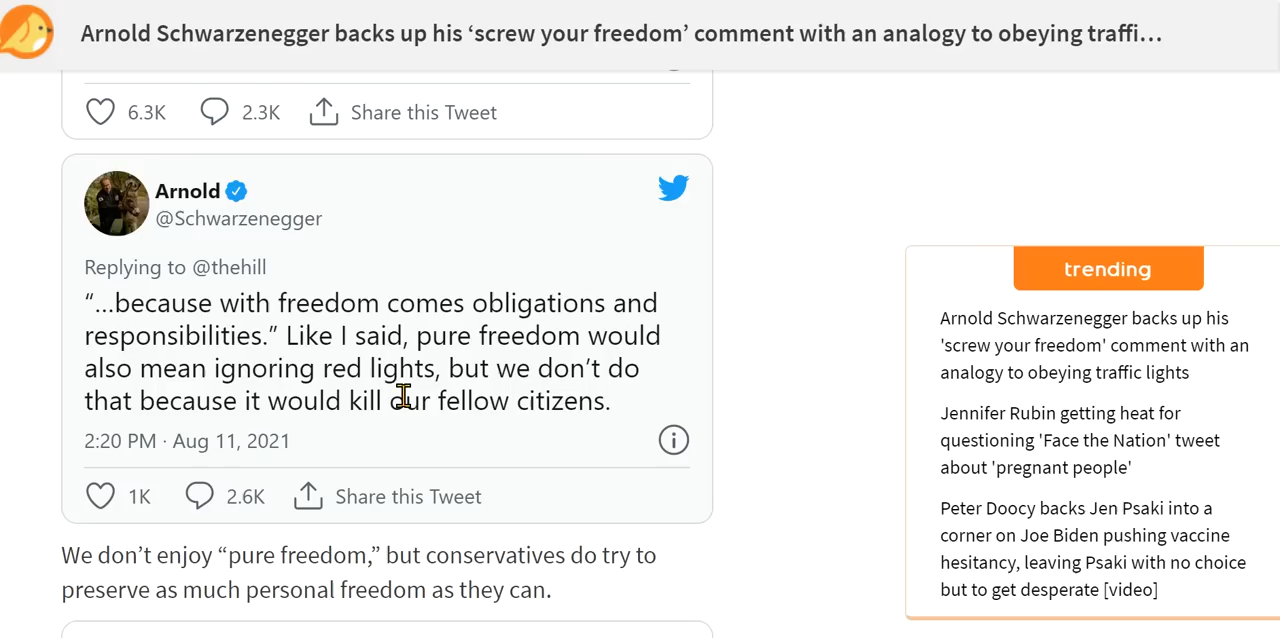 Arnold Schwarzenegger backs up his ‘screw your freedom’ comment with an analogy to obeying traffi…
6.3K 2.3K Share this Tweet
Arnold
@Schwarzenegger
Replying to @thehill
“...because with freedom comes obligations and
responsibilities.” Like I said, pure freedom would
also mean ignoring red lights, but we don’t do
that because it would kill our fellow citizens.
2:20 PM · Aug 11, 2021
1K 2.6K Share this Tweet
We don’t enjoy “pure freedom,” but conservatives do try to
preserve as much personal freedom as they can.
trending
Arnold Schwarzenegger backs up his
'screw your freedom' comment with an
analogy to obeying traffic lights
Jennifer Rubin getting heat for
questioning 'Face the Nation' tweet
about 'pregnant people'
Peter Doocy backs Jen Psaki into a
corner on Joe Biden pushing vaccine
hesitancy, leaving Psaki with no choice
but to get desperate [video]